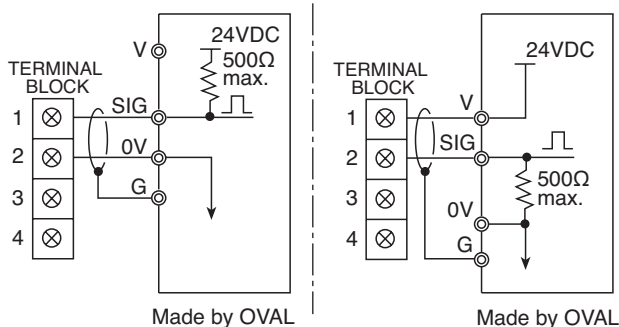 24VDC
V
500Ω
max.
TERMINAL
BLOCK
SIG
1
0V
2
G
3
4
Made by OVAL
24VDC
TERMINAL
BLOCK
V
1
SIG
2
500Ω
max.
3
0V
G
4
Made by OVAL